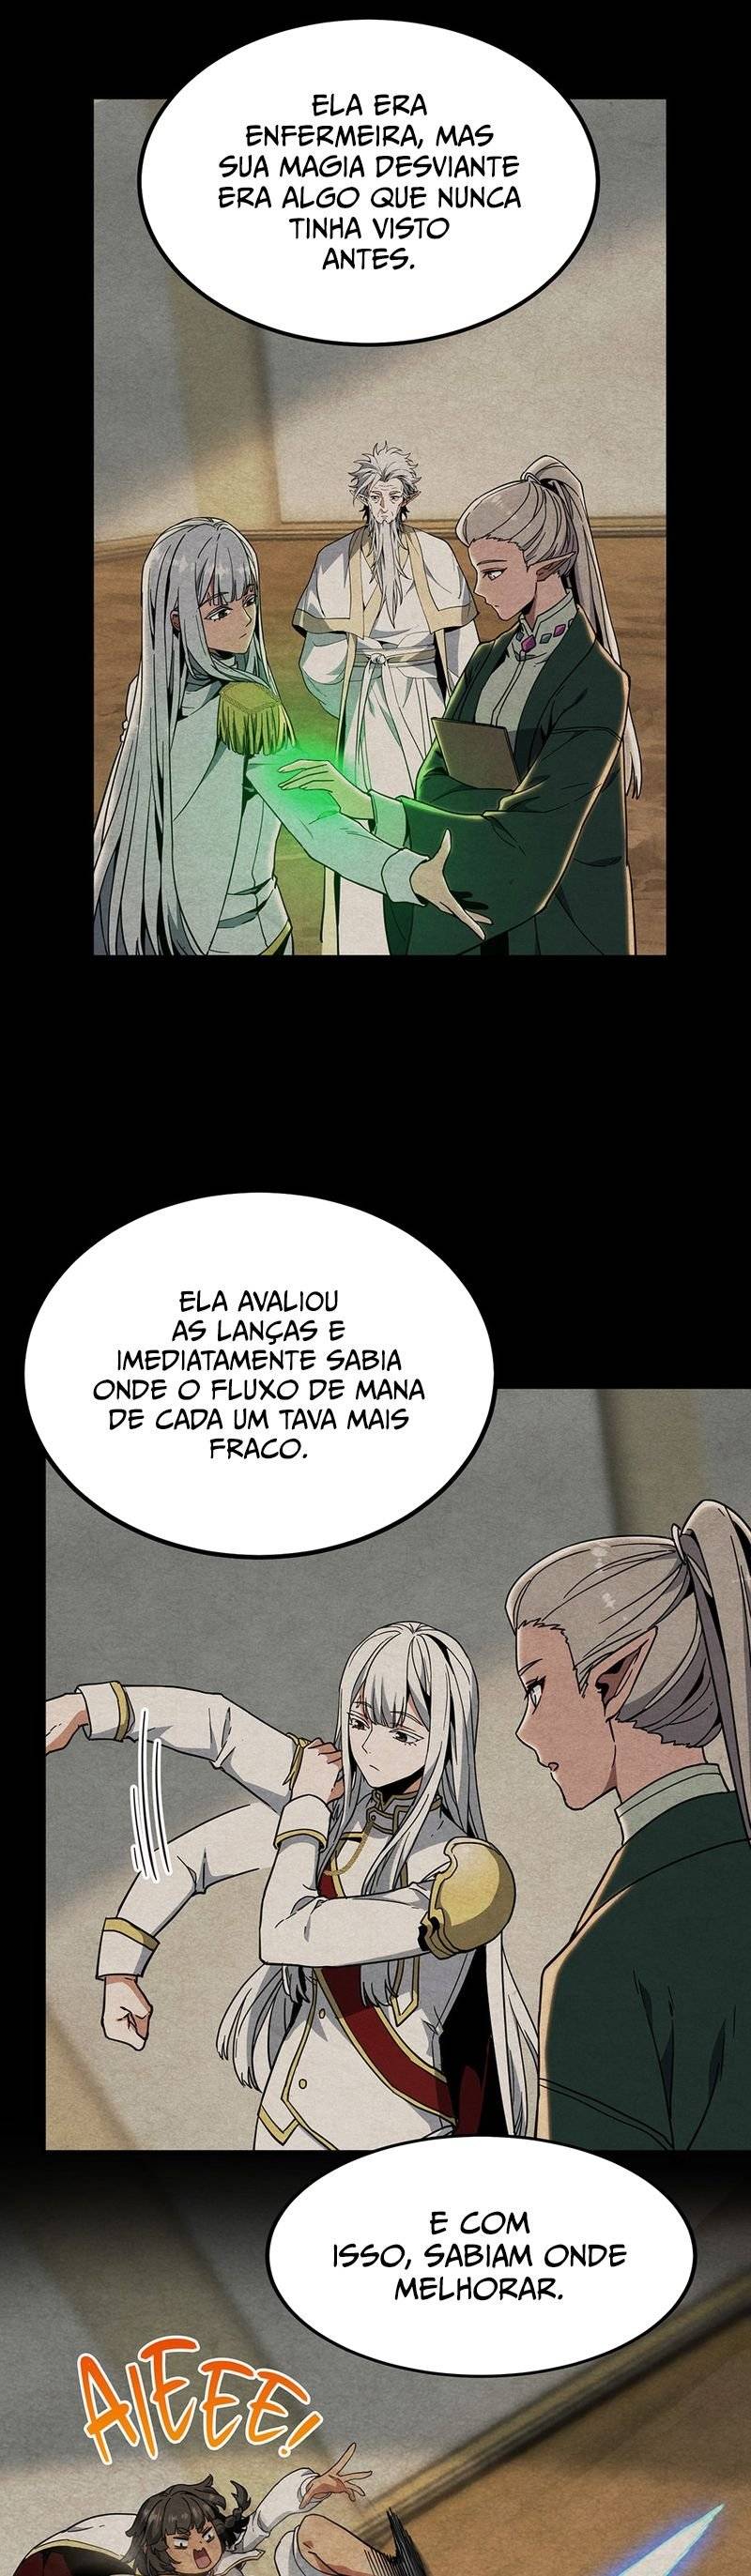 ELA ERA
ENFERMEIRA, MAS
SUA MAGIA DESVIANTE
ERA ALGO QUE NUNCA
TINHA VISTO
ANTES.
ELA AVALIOU
AS LANÇAS E
IMEDIATAMENTE SABIA
ONDE O FLUXO DE MANA
DE CADA UM TAVA MAIS
FRACO.
E COM
ISSO, SABIAM ONDE
MELHORAR.
AIEEE!